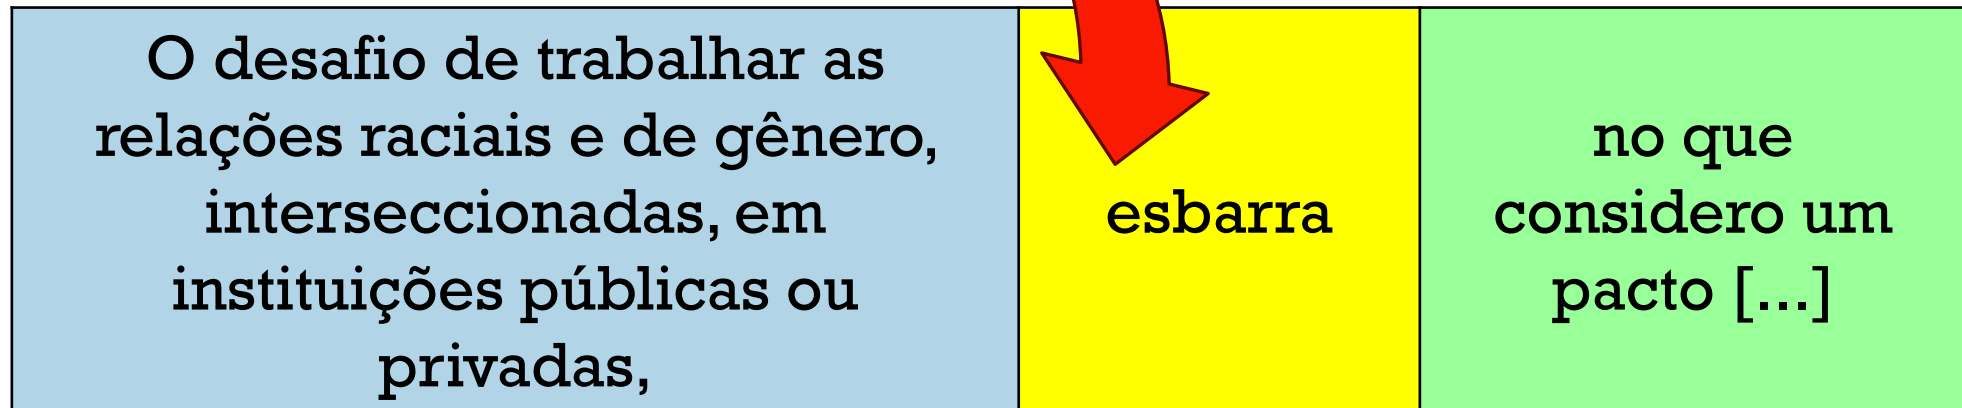 O desafio de trabalhar as
relações raciais e de gênero,
interseccionadas, em
instituições públicas ou
privadas,
esbarra
no que
considero um
pacto [...]